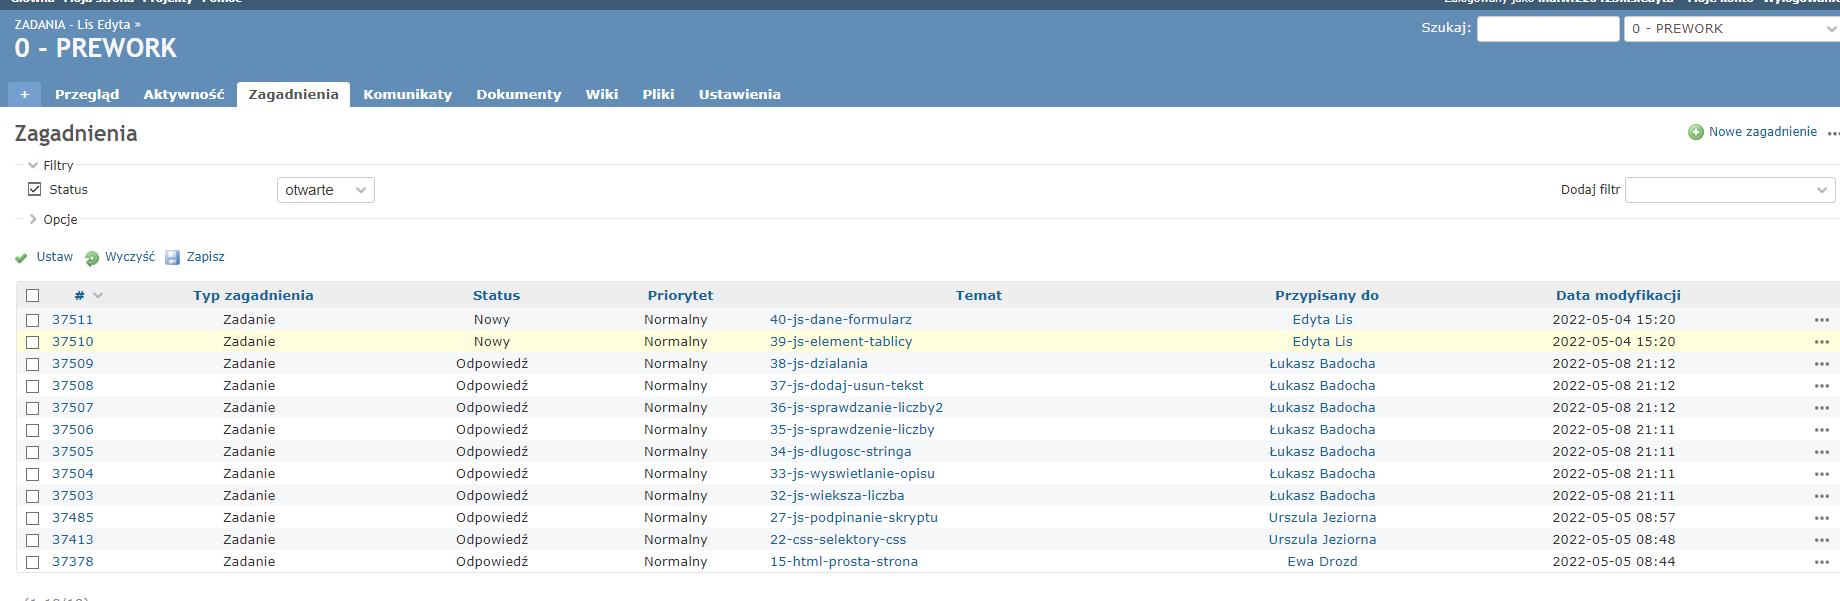 Główna Moja strona Projekty Pomoc
Zalogowany jako Moje konto Wylogowanie
ZADANIA - Lis Edyta »
0 - PREWORK
Szukaj: 0 - PREWORK
+ Przegląd Aktywność Zagadnienia Komunikaty Dokumenty Wiki Pliki Ustawienia
Zagadnienia
Nowe zagadnienie
Filtry
Status otwarte Dodaj filtr
Opcje
Ustaw Wyczyść Zapisz
# Typ zagadnienia Status Priorytet Temat Przypisany do Data modyfikacji
37511 Zadanie Nowy Normalny 40-js-dane-formularz Edyta Lis 2022-05-04 15:20
37510 Zadanie Nowy Normalny 39-js-element-tablicy Edyta Lis 2022-05-04 15:20
37509 Zadanie Odpowiedź Normalny 38-js-dzialania Łukasz Badocha 2022-05-08 21:12
37508 Zadanie Odpowiedź Normalny 37-js-dodaj-usun-tekst Łukasz Badocha 2022-05-08 21:12
37507 Zadanie Odpowiedź Normalny 36-js-sprawdzanie-liczby2 Łukasz Badocha 2022-05-08 21:12
37506 Zadanie Odpowiedź Normalny 35-js-sprawdzenie-liczby Łukasz Badocha 2022-05-08 21:11
37505 Zadanie Odpowiedź Normalny 34-js-dlugosc-stringa Łukasz Badocha 2022-05-08 21:11
37504 Zadanie Odpowiedź Normalny 33-js-wyswietlanie-opisu Łukasz Badocha 2022-05-08 21:11
37503 Zadanie Odpowiedź Normalny 32-js-wieksza-liczba Łukasz Badocha 2022-05-08 21:11
37485 Zadanie Odpowiedź Normalny 27-js-podpinanie-skryptu Urszula Jeziorna 2022-05-05 08:57
37413 Zadanie Odpowiedź Normalny 22-css-selektory-css Urszula Jeziorna 2022-05-05 08:48
37378 Zadanie Odpowiedź Normalny 15-html-prosta-strona Ewa Drozd 2022-05-05 08:44